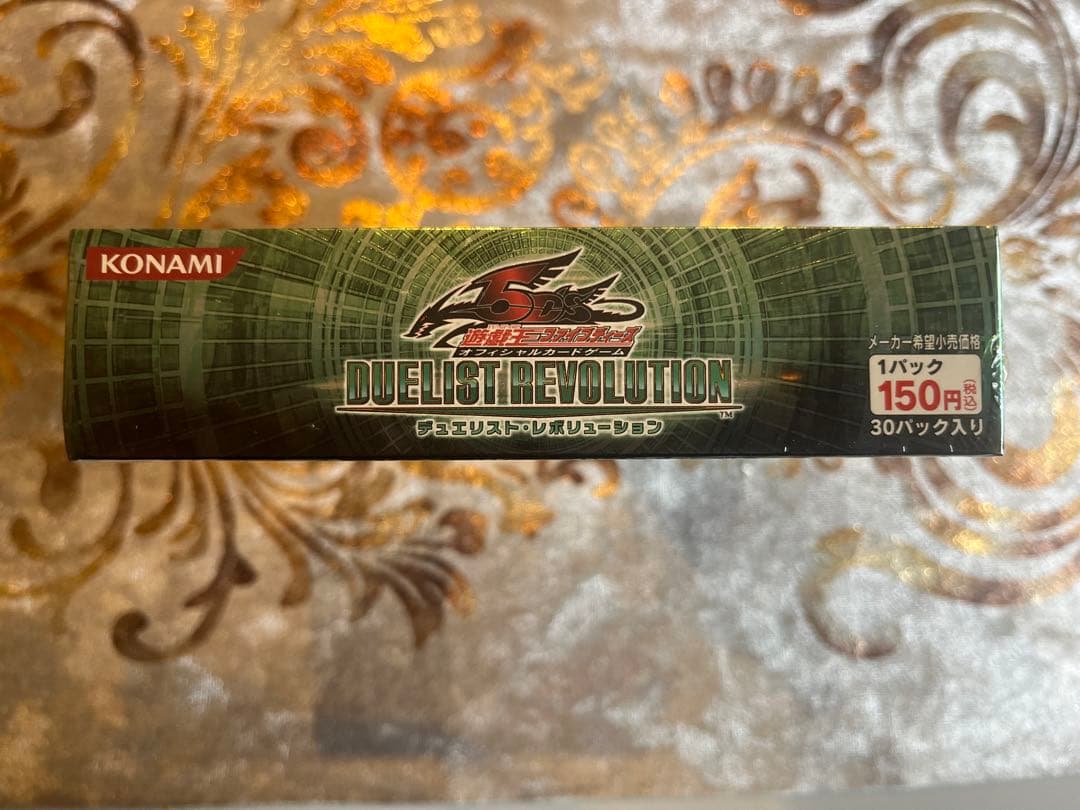 KONAMI
5D's
遊戯王ファイブディーズ
オフィシャルカードゲーム
DUELIST REVOLUTION™
デュエリスト・レボリューション
メーカー希望小売価格
1パック
150円(税込)
30パック入り